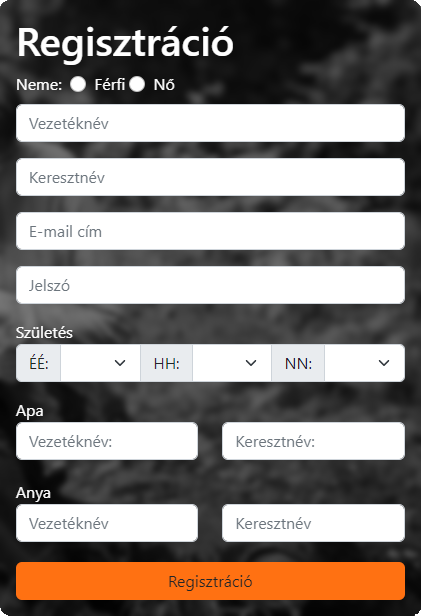 Regisztráció
Neme: Férfi Nő
Vezetéknév
Keresztnév
E-mail cím
Jelszó
Születés
ÉÉ: HH: NN:
Apa
Vezetéknév: Keresztnév:
Anya
Vezetéknév Keresztnév
Regisztráció